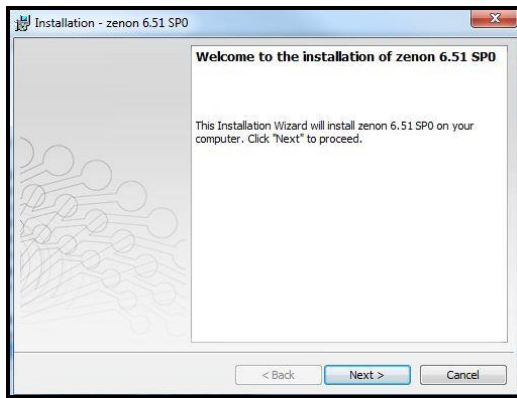 Installation - zenon 6.51 SP0
Welcome to the installation of zenon 6.51 SP0
This Installation Wizard will install zenon 6.51 SP0 on your
computer. Click "Next" to proceed.
< Back Next > Cancel